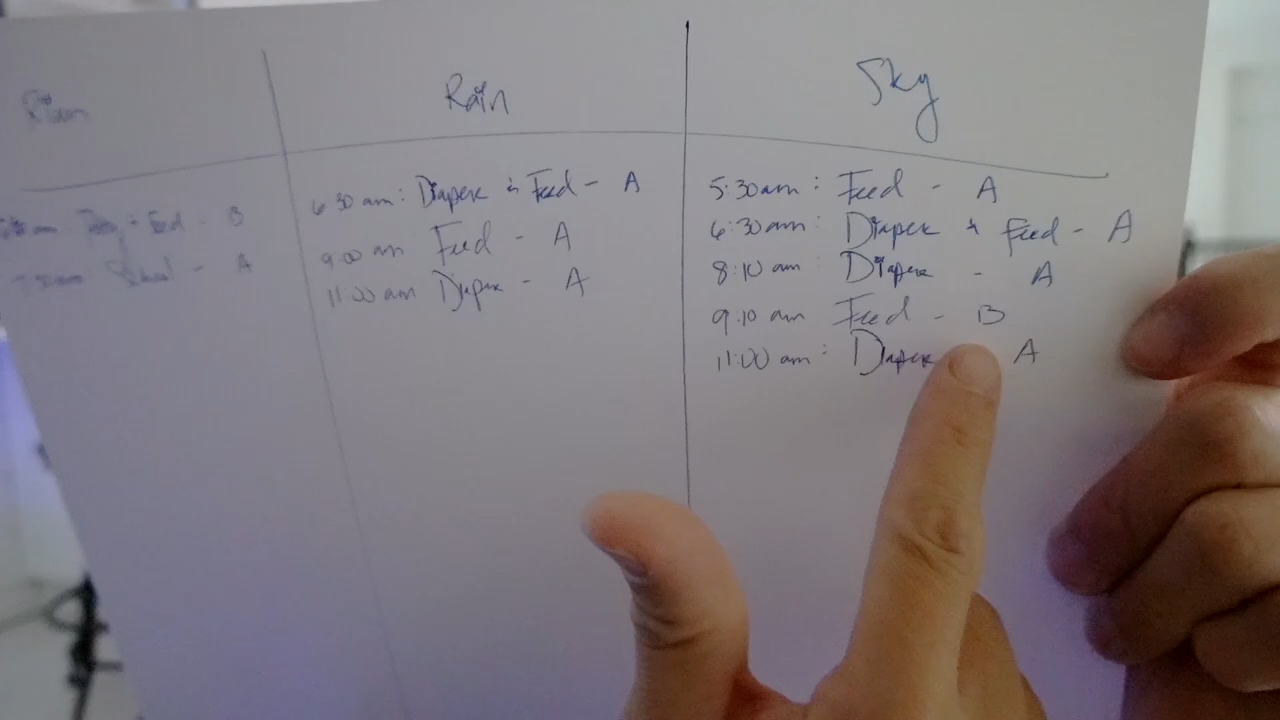 Rain
6:30 am: Diaper & Feed - A
9:00 am Feed - A
11:00 am Diaper - A
Sky
5:30am: Feed - A
6:30am: Diaper & Feed - A
8:10 am: Diaper - A
9:10 am Feed - B
11:00 am: Diaper A